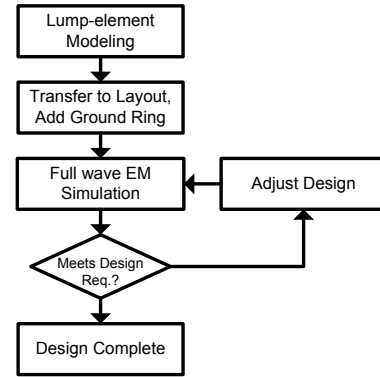 Lump-element
Modeling
Transfer to Layout,
Add Ground Ring
Full wave EM
Simulation
Adjust Design
Meets Design
Req.?
Design Complete